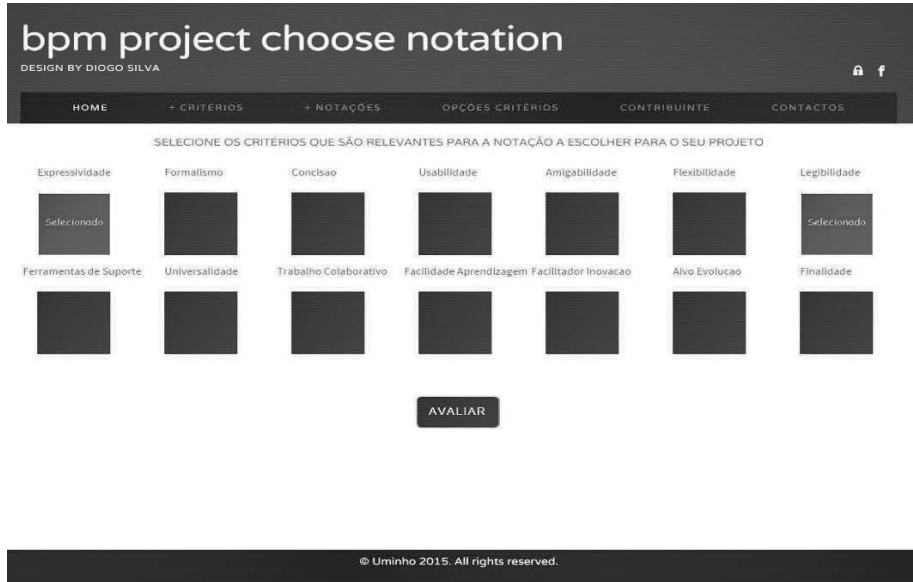 bpm project choose notation
DESIGN BY DIOGO SILVA
f
HOME + CRITÉRIOS + NOTAÇÕES OPÇÕES CRITÉRIOS CONTRIBUINTE CONTACTOS
SELECIONE OS CRITÉRIOS QUE SÃO RELEVANTES PARA A NOTAÇÃO A ESCOLHER PARA O SEU PROJETO
Expressividade Formalismo Concisao Usabilidade Amigabilidade Flexibilidade Legibilidade
Selecionado Selecionado
Ferramentas de Suporte Universalidade Trabalho Colaborativo Facilidade Aprendizagem Facilitador Inovacao Alvo Evolucao Finalidade
AVALIAR
© Uminho 2015. All rights reserved.